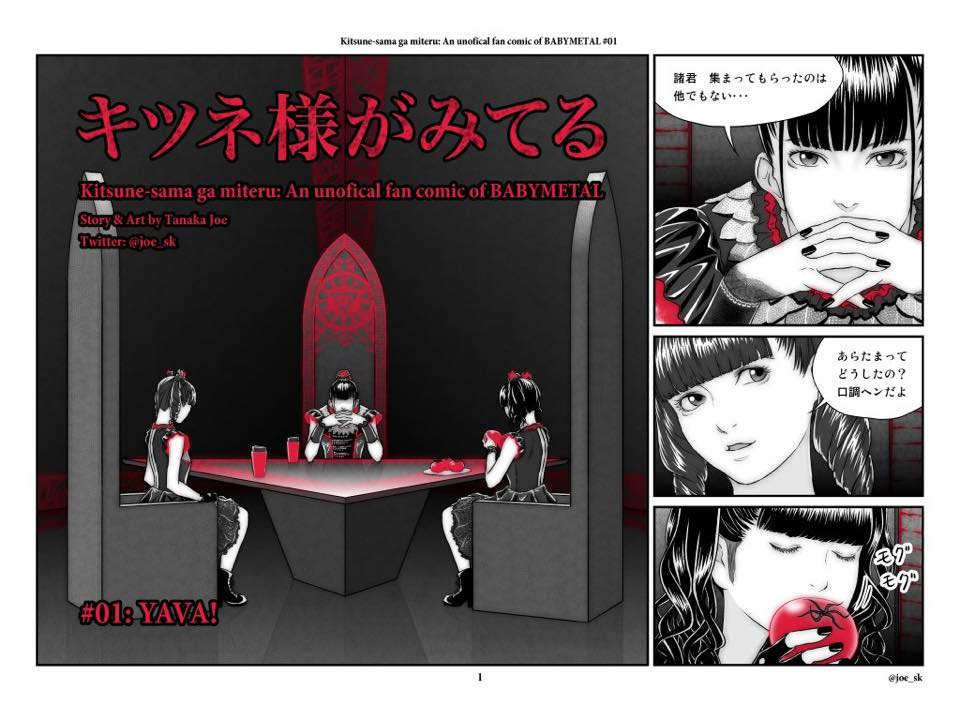 Kitsune-sama ga miteru: An unofical fan comic of BABYMETAL #01
キツネ様がみてる
Kitsune-sama ga miteru: An unofical fan comic of BABYMETAL
Story & Art by Tanaka Joe
Twitter: @joe_sk
#01: YAVA!
諸君　集まってもらったのは
他でもない･･･
あらたまって
どうしたの？
口調ヘンだよ
モグ
モグ
1
@joe_sk